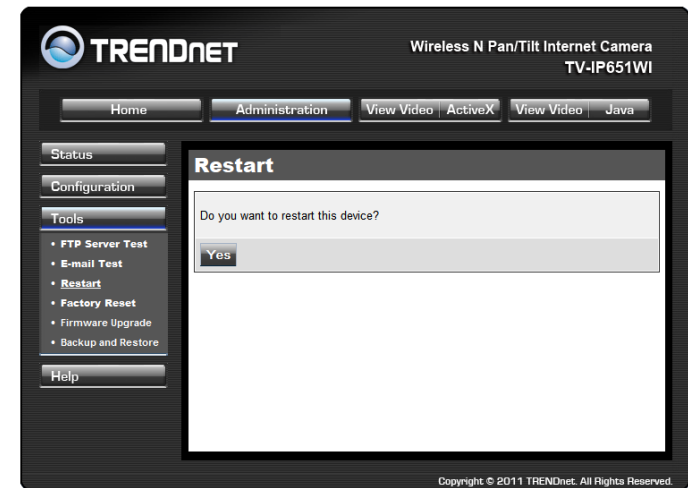 TRENDnet
Wireless N Pan/Tilt Internet Camera
TV-IP651WI
Home
Administration
View Video | ActiveX
View Video | Java
Status
Configuration
Tools
• FTP Server Test
• E-mail Test
• Restart
• Factory Reset
• Firmware Upgrade
• Backup and Restore
Help
Restart
Do you want to restart this device?
Yes
Copyright © 2011 TRENDnet. All Rights Reserved.